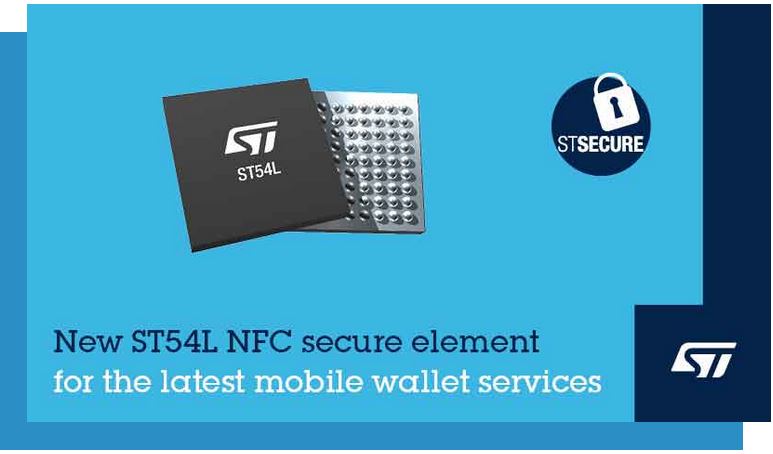 ST
ST54L
STSECURE
New ST54L NFC secure element
for the latest mobile wallet services
ST